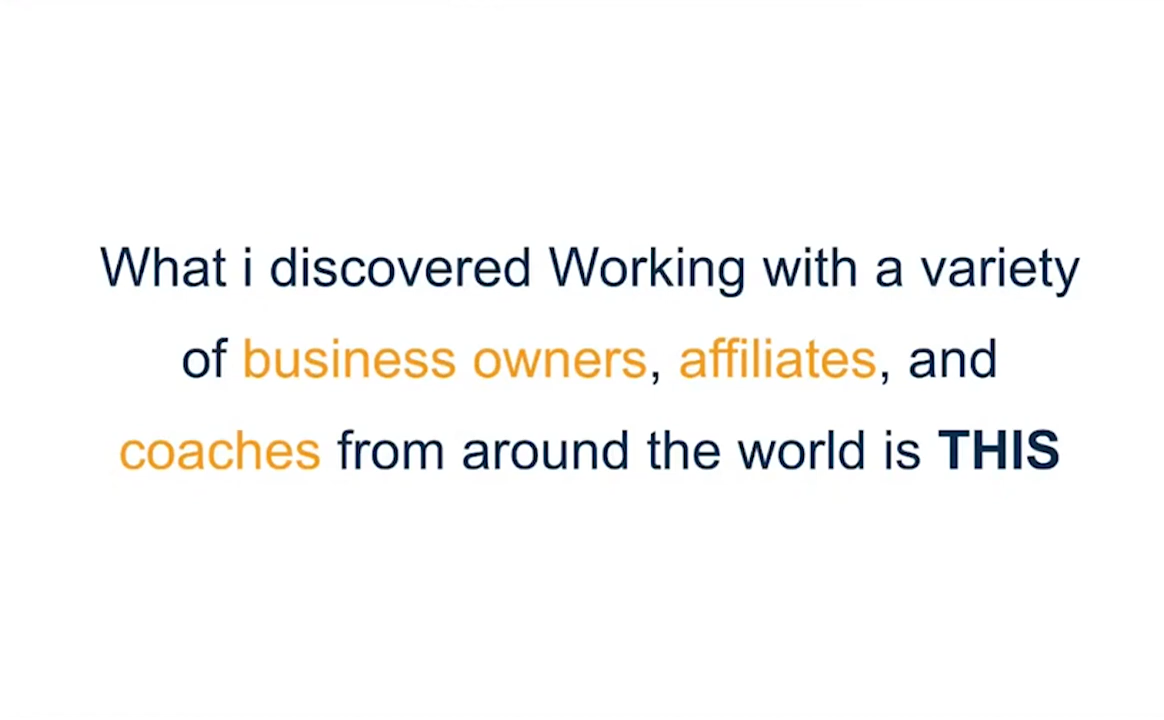 What i discovered Working with a variety
of business owners, affiliates, and
coaches from around the world is THIS